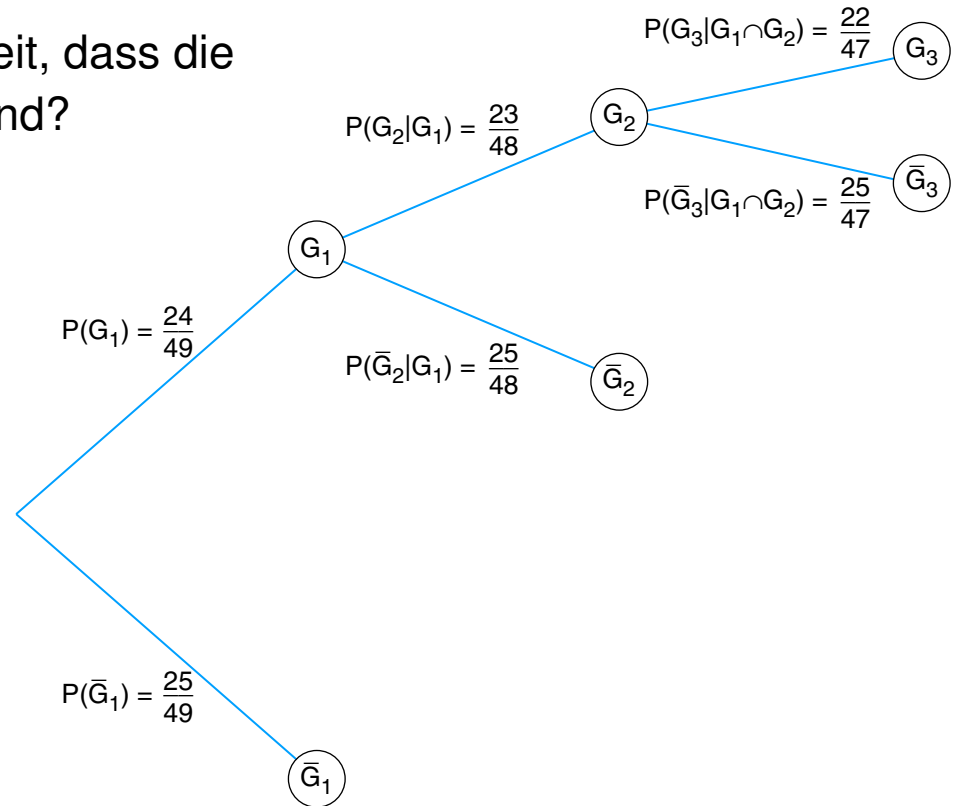 eit, dass die
nd?
P(G₃|G₁∩G₂) = 22/47
G₃
P(G₂|G₁) = 23/48
G₂
P(Ḡ₃|G₁∩G₂) = 25/47
Ḡ₃
G₁
P(G₁) = 24/49
P(Ḡ₂|G₁) = 25/48
Ḡ₂
P(Ḡ₁) = 25/49
Ḡ₁